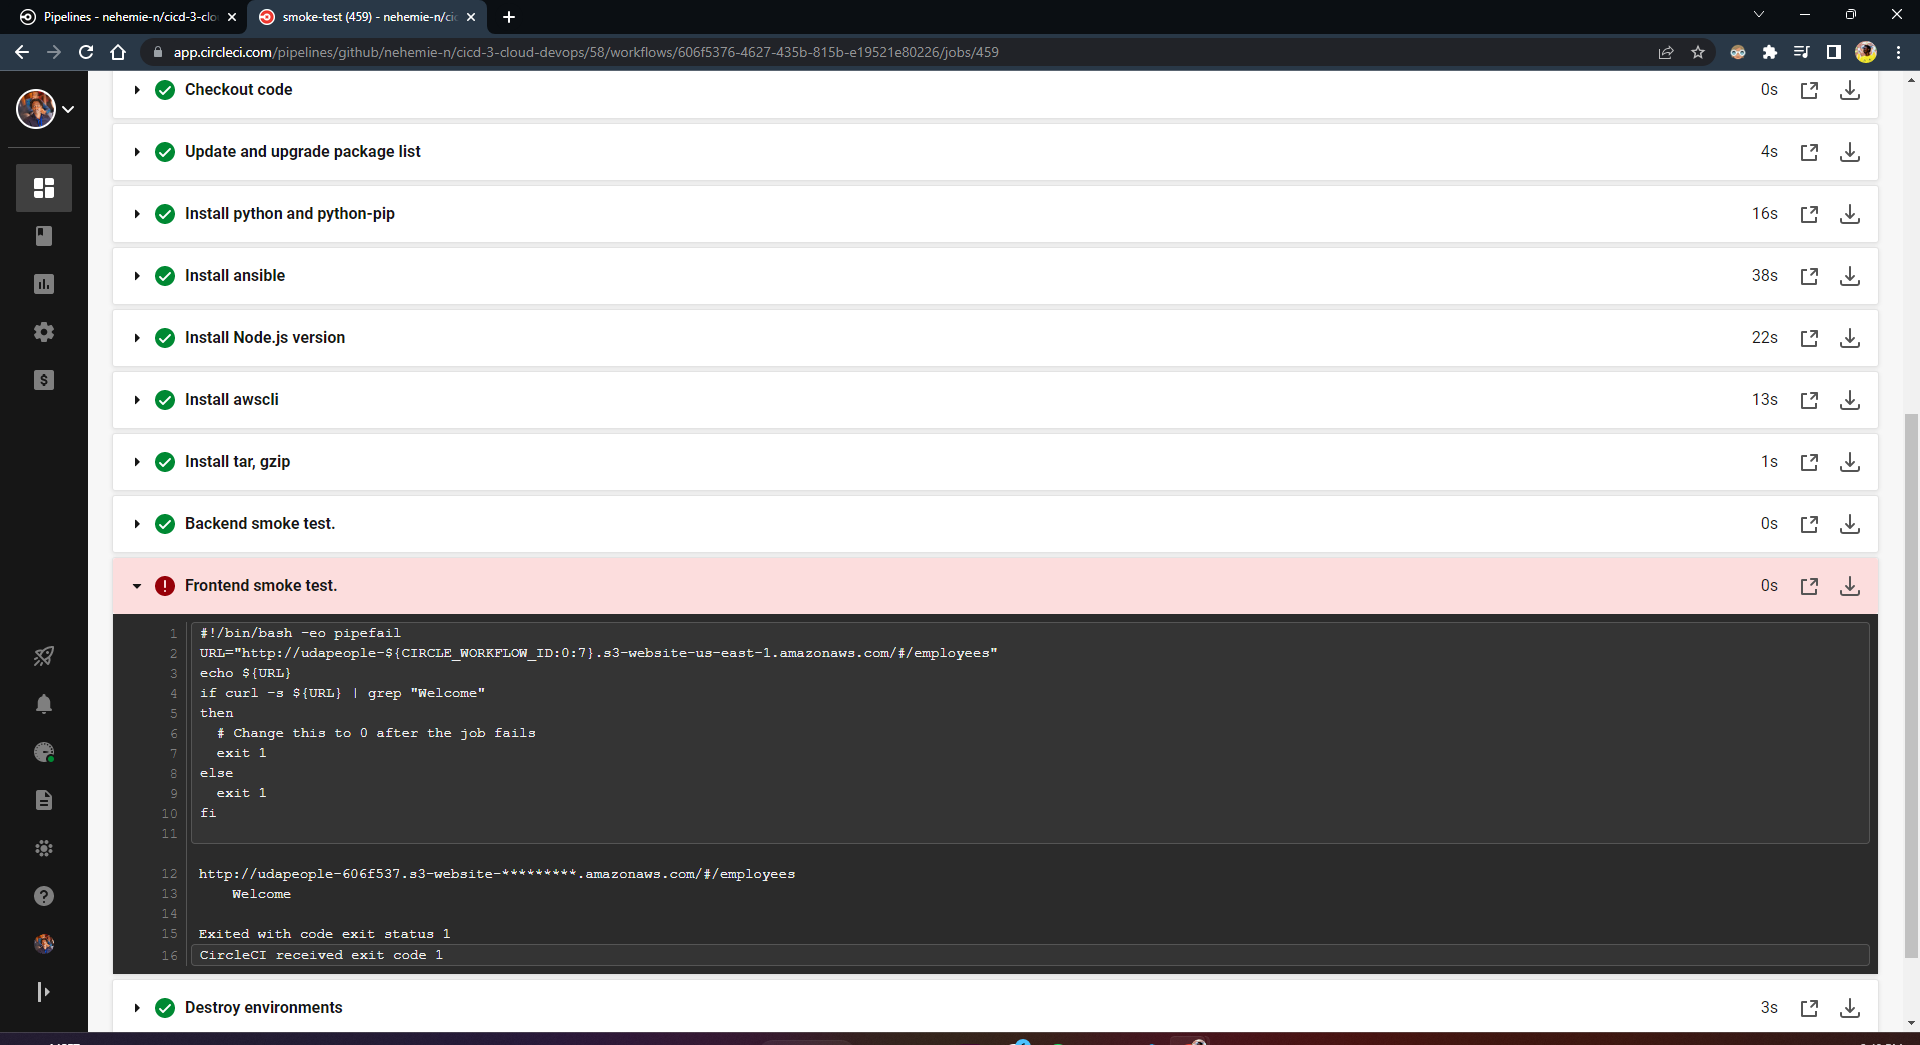 Pipelines - nehemie-n/cicd-3-clo
smoke-test (459) - nehemie-n/cic
app.circleci.com/pipelines/github/nehemie-n/cicd-3-cloud-devops/58/workflows/606f5376-4627-435b-815b-e19521e80226/jobs/459
Checkout code 0s
Update and upgrade package list 4s
Install python and python-pip 16s
Install ansible 38s
Install Node.js version 22s
Install awscli 13s
Install tar, gzip 1s
Backend smoke test. 0s
Frontend smoke test. 0s
1 #!/bin/bash -eo pipefail
2 URL="http://udapeople-${CIRCLE_WORKFLOW_ID:0:7}.s3-website-us-east-1.amazonaws.com/#/employees"
3 echo ${URL}
4 if curl -s ${URL} | grep "Welcome"
5 then
6   # Change this to 0 after the job fails
7   exit 1
8 else
9   exit 1
10 fi
11
12 http://udapeople-606f537.s3-website-*********.amazonaws.com/#/employees
13     Welcome
14
15 Exited with code exit status 1
16 CircleCI received exit code 1
Destroy environments 3s